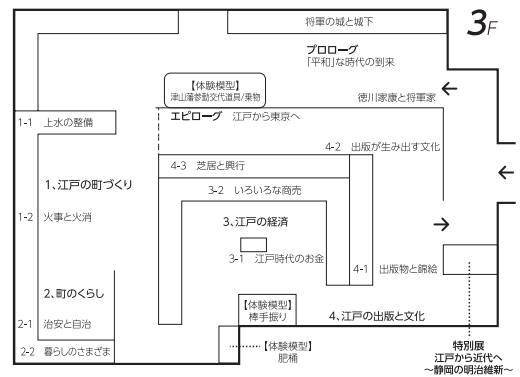 将軍の城と城下
3F
プロローグ
「平和」な時代の到来
【体験模型】
津山藩参勤交代道具/乗物
徳川家康と将軍家
エピローグ 江戸から東京へ
1-1 上水の整備
4-2 出版が生み出す文化
4-3 芝居と興行
1、江戸の町づくり
3-2 いろいろな商売
1-2 火事と火消
3、江戸の経済
3-1 江戸時代のお金
4-1 出版物と錦絵
2、町のくらし
【体験模型】
棒手振り
4、江戸の出版と文化
2-1 治安と自治
2-2 暮らしのさまざま
【体験模型】
肥桶
特別展
江戸から近代へ
〜静岡の明治維新〜